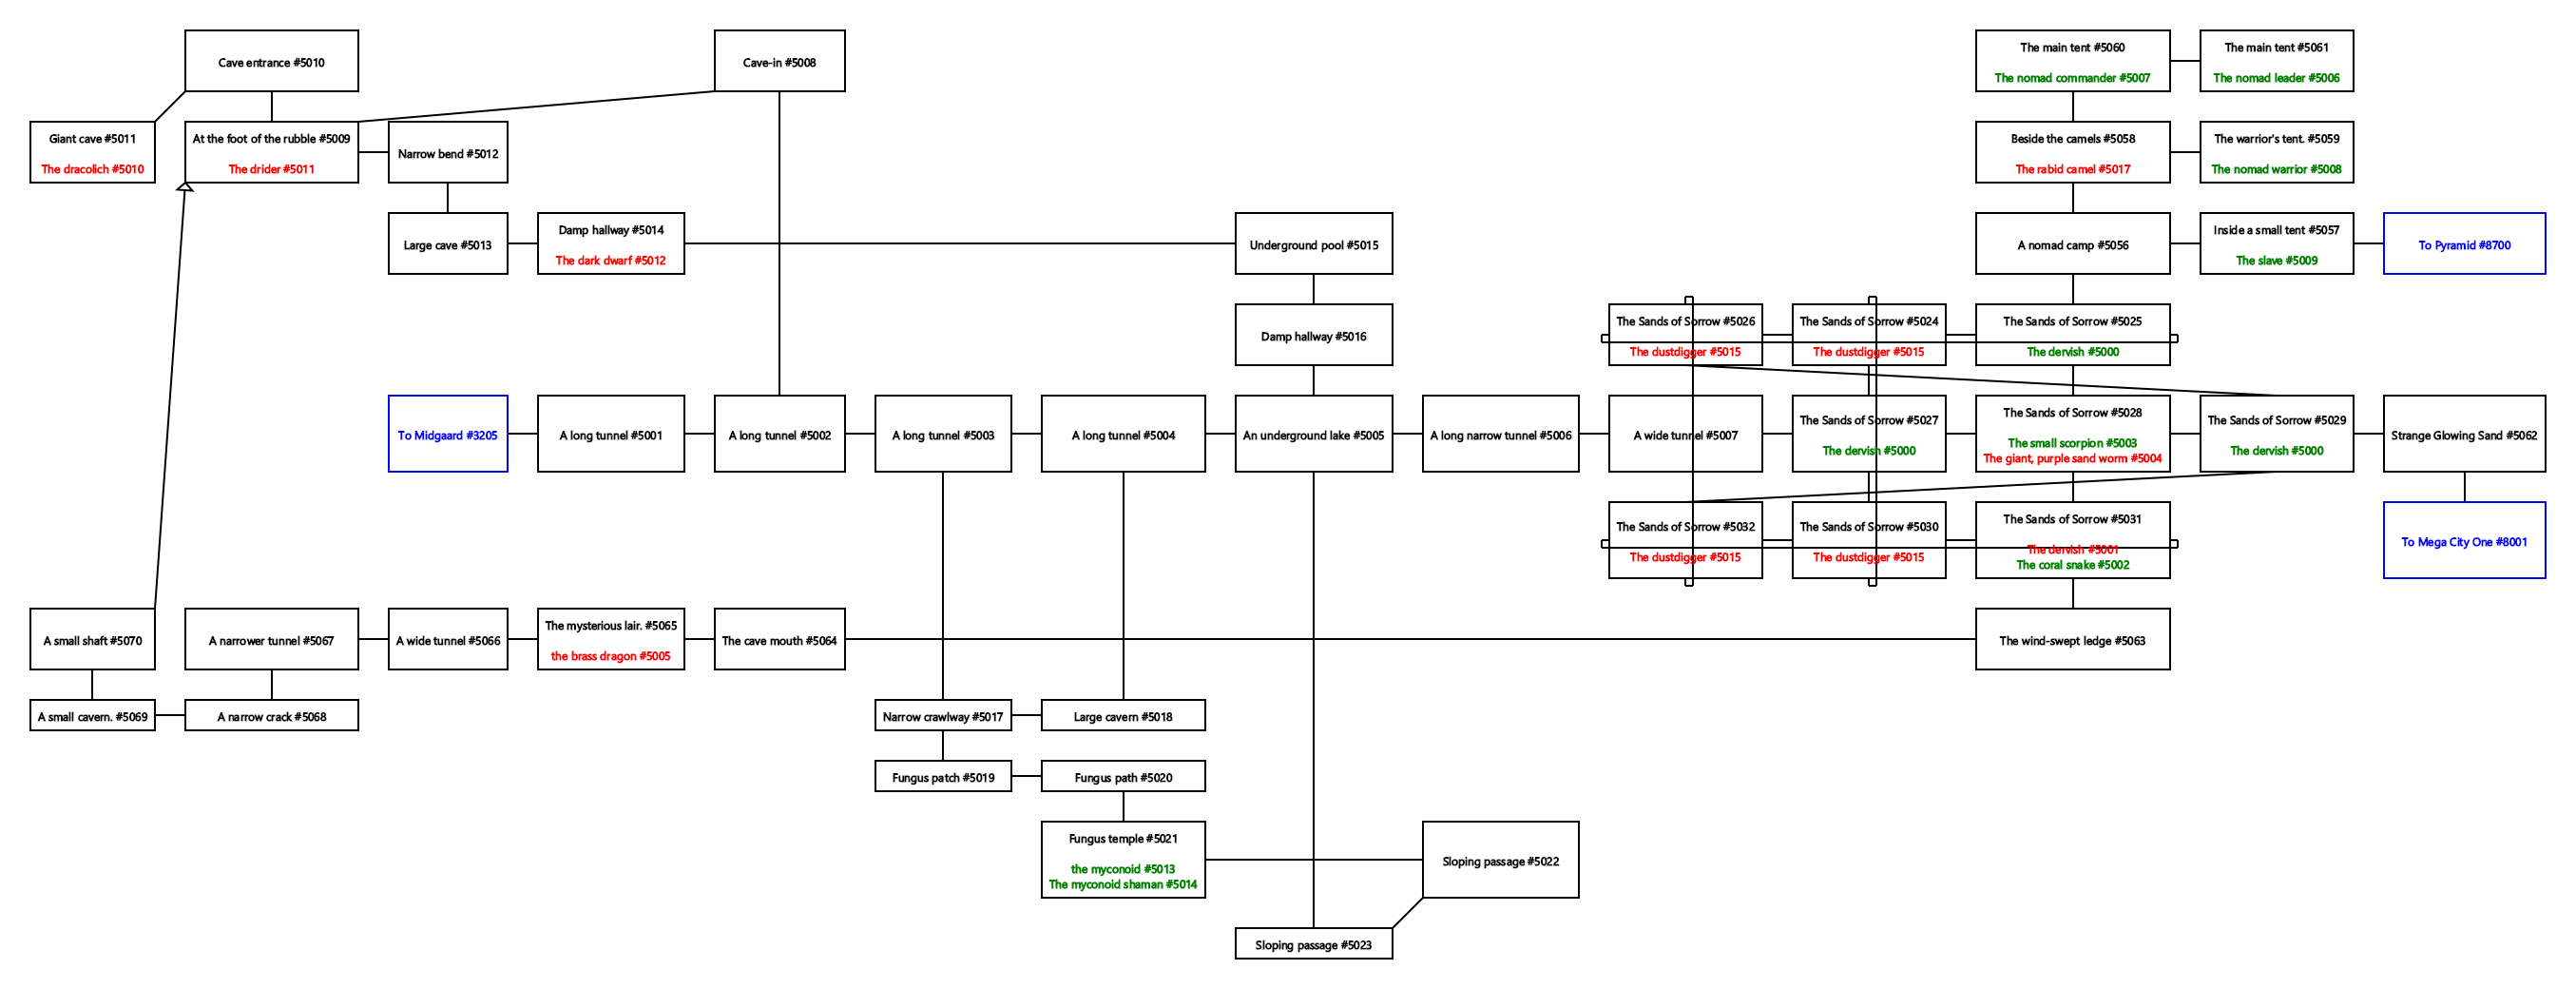 Cave entrance #5010
Cave-in #5008
The main tent #5060
The nomad commander #5007
The main tent #5061
The nomad leader #5006
Giant cave #5011
The dracolich #5010
At the foot of the rubble #5009
The drider #5011
Narrow bend #5012
Beside the camels #5058
The rabid camel #5017
The warrior's tent. #5059
The nomad warrior #5008
Large cave #5013
Damp hallway #5014
The dark dwarf #5012
Underground pool #5015
A nomad camp #5056
Inside a small tent #5057
The slave #5009
To Pyramid #8700
Damp hallway #5016
The Sands of Sorrow #5026
The dustdigger #5015
The Sands of Sorrow #5024
The dustdigger #5015
The Sands of Sorrow #5025
The dervish #5000
To Midgaard #3205
A long tunnel #5001
A long tunnel #5002
A long tunnel #5003
A long tunnel #5004
An underground lake #5005
A long narrow tunnel #5006
A wide tunnel #5007
The Sands of Sorrow #5027
The dervish #5000
The Sands of Sorrow #5028
The small scorpion #5003
The giant, purple sand worm #5004
The Sands of Sorrow #5029
The dervish #5000
Strange Glowing Sand #5062
The Sands of Sorrow #5032
The dustdigger #5015
The Sands of Sorrow #5030
The dustdigger #5015
The Sands of Sorrow #5031
The dervish #5001
The coral snake #5002
To Mega City One #8001
A small shaft #5070
A narrower tunnel #5067
A wide tunnel #5066
The mysterious lair. #5065
the brass dragon #5005
The cave mouth #5064
The wind-swept ledge #5063
A small cavern. #5069
A narrow crack #5068
Narrow crawlway #5017
Large cavern #5018
Fungus patch #5019
Fungus path #5020
Fungus temple #5021
the myconoid #5013
The myconoid shaman #5014
Sloping passage #5022
Sloping passage #5023